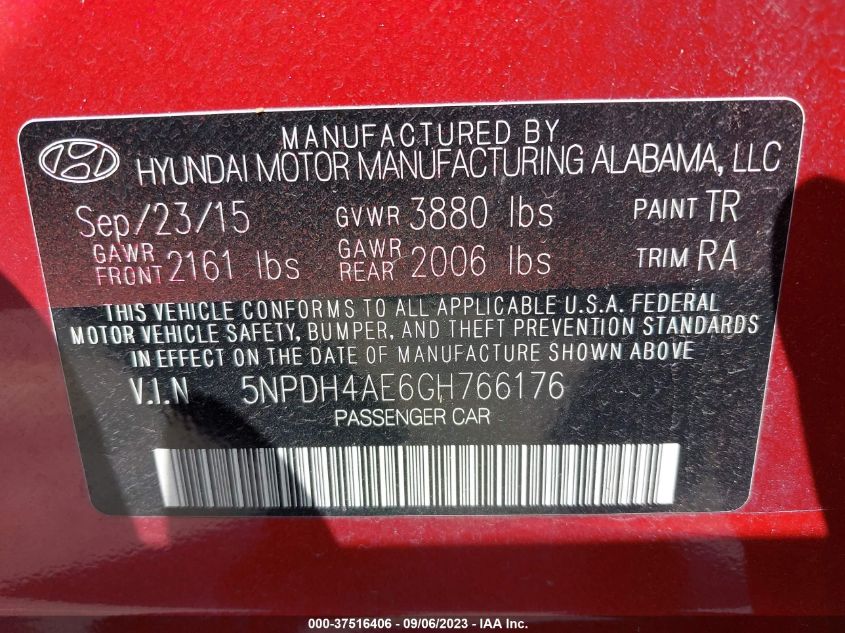 MANUFACTURED BY
HYUNDAI MOTOR MANUFACTURING ALABAMA, LLC
Sep/23/15 GVWR 3880 lbs PAINT TR
GAWR FRONT 2161 lbs GAWR REAR 2006 lbs TRIM RA
THIS VEHICLE CONFORMS TO ALL APPLICABLE U.S.A. FEDERAL
MOTOR VEHICLE SAFETY, BUMPER, AND THEFT PREVENTION STANDARDS
IN EFFECT ON THE DATE OF MANUFACTURE SHOWN ABOVE
V.I.N 5NPDH4AE6GH766176
PASSENGER CAR
000-37516406 - 09/06/2023 - IAA Inc.